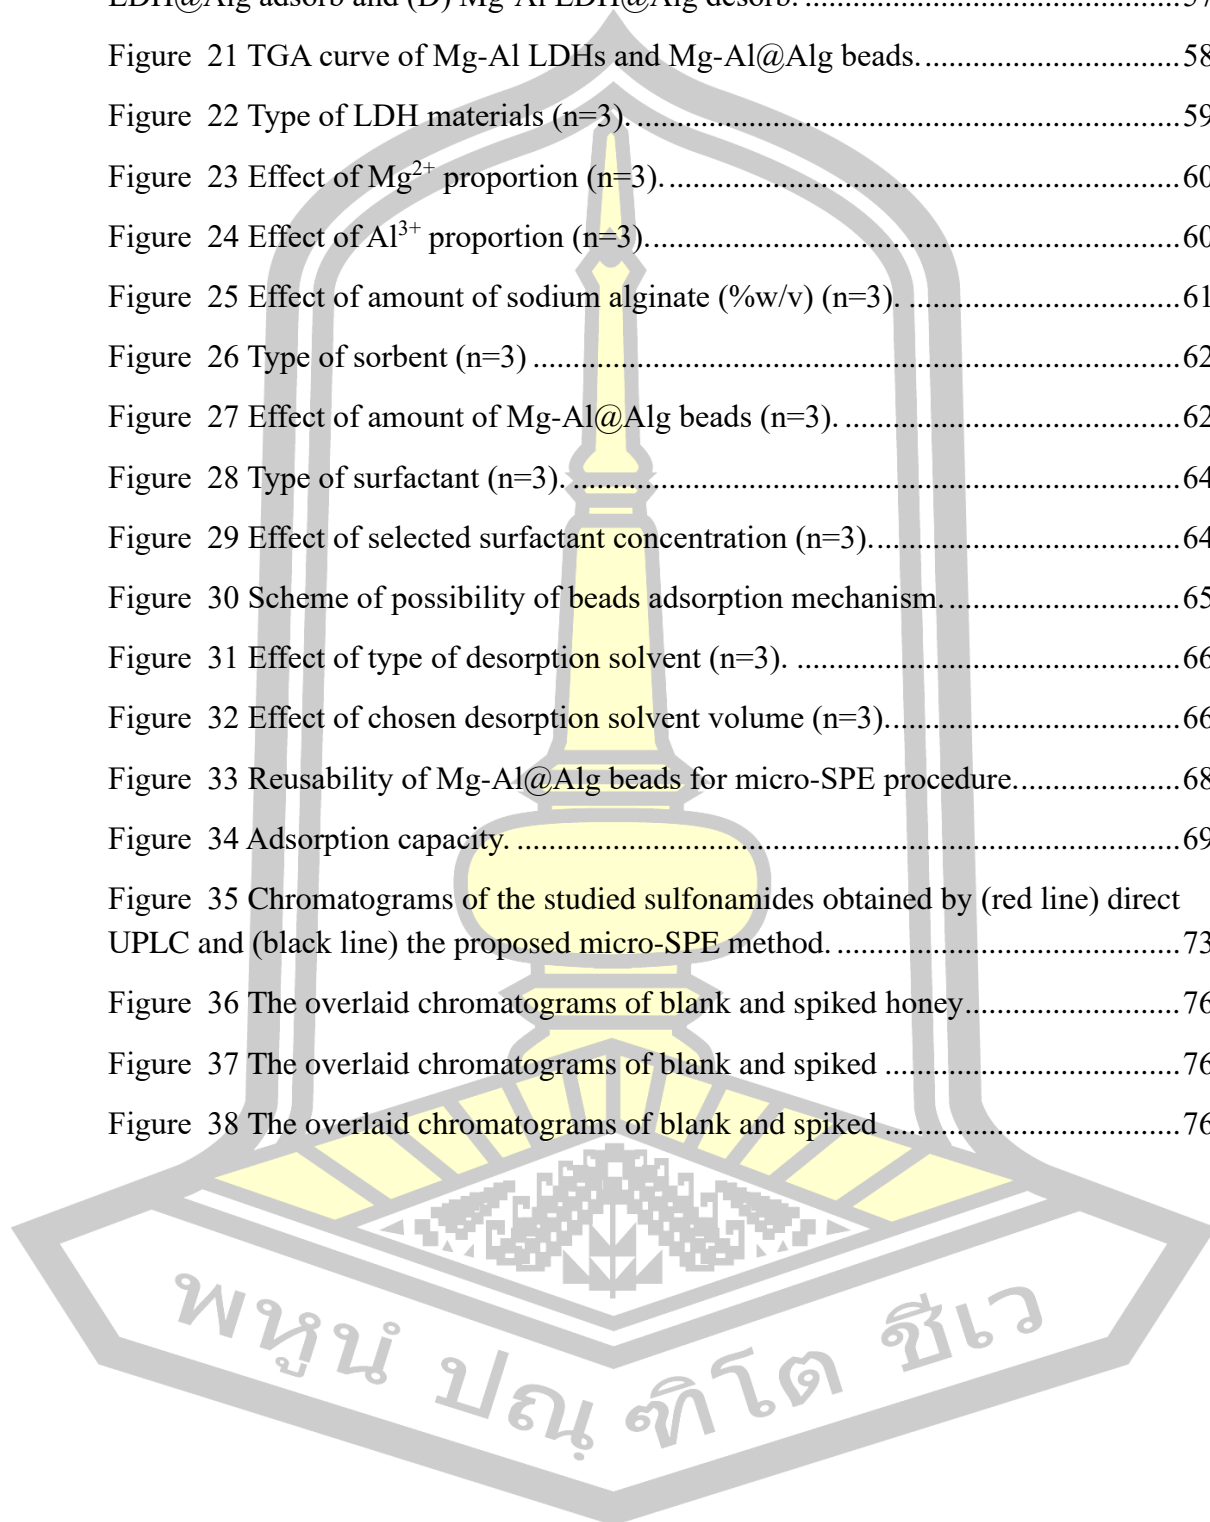 LDH@Alg adsorb and (D) Mg-Al LDH@Alg desorb. .......... 57
Figure 21 TGA curve of Mg-Al LDHs and Mg-Al@Alg beads. .......... 58
Figure 22 Type of LDH materials (n=3). .......... 59
Figure 23 Effect of Mg²⁺ proportion (n=3). .......... 60
Figure 24 Effect of Al³⁺ proportion (n=3). .......... 60
Figure 25 Effect of amount of sodium alginate (%w/v) (n=3). .......... 61
Figure 26 Type of sorbent (n=3) .......... 62
Figure 27 Effect of amount of Mg-Al@Alg beads (n=3). .......... 62
Figure 28 Type of surfactant (n=3). .......... 64
Figure 29 Effect of selected surfactant concentration (n=3). .......... 64
Figure 30 Scheme of possibility of beads adsorption mechanism. .......... 65
Figure 31 Effect of type of desorption solvent (n=3). .......... 66
Figure 32 Effect of chosen desorption solvent volume (n=3). .......... 66
Figure 33 Reusability of Mg-Al@Alg beads for micro-SPE procedure. .......... 68
Figure 34 Adsorption capacity. .......... 69
Figure 35 Chromatograms of the studied sulfonamides obtained by (red line) direct
UPLC and (black line) the proposed micro-SPE method. .......... 73
Figure 36 The overlaid chromatograms of blank and spiked honey .......... 76
Figure 37 The overlaid chromatograms of blank and spiked .......... 76
Figure 38 The overlaid chromatograms of blank and spiked .......... 76
พหูนํ ปณฺฑิโต ชีเว